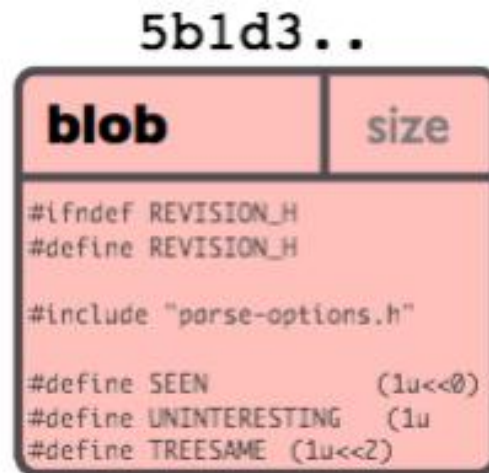 5b1d3..
blob size
#ifndef REVISION_H
#define REVISION_H
#include "parse-options.h"
#define SEEN (1u<<0)
#define UNINTERESTING (1u
#define TREESAME (1u<<2)